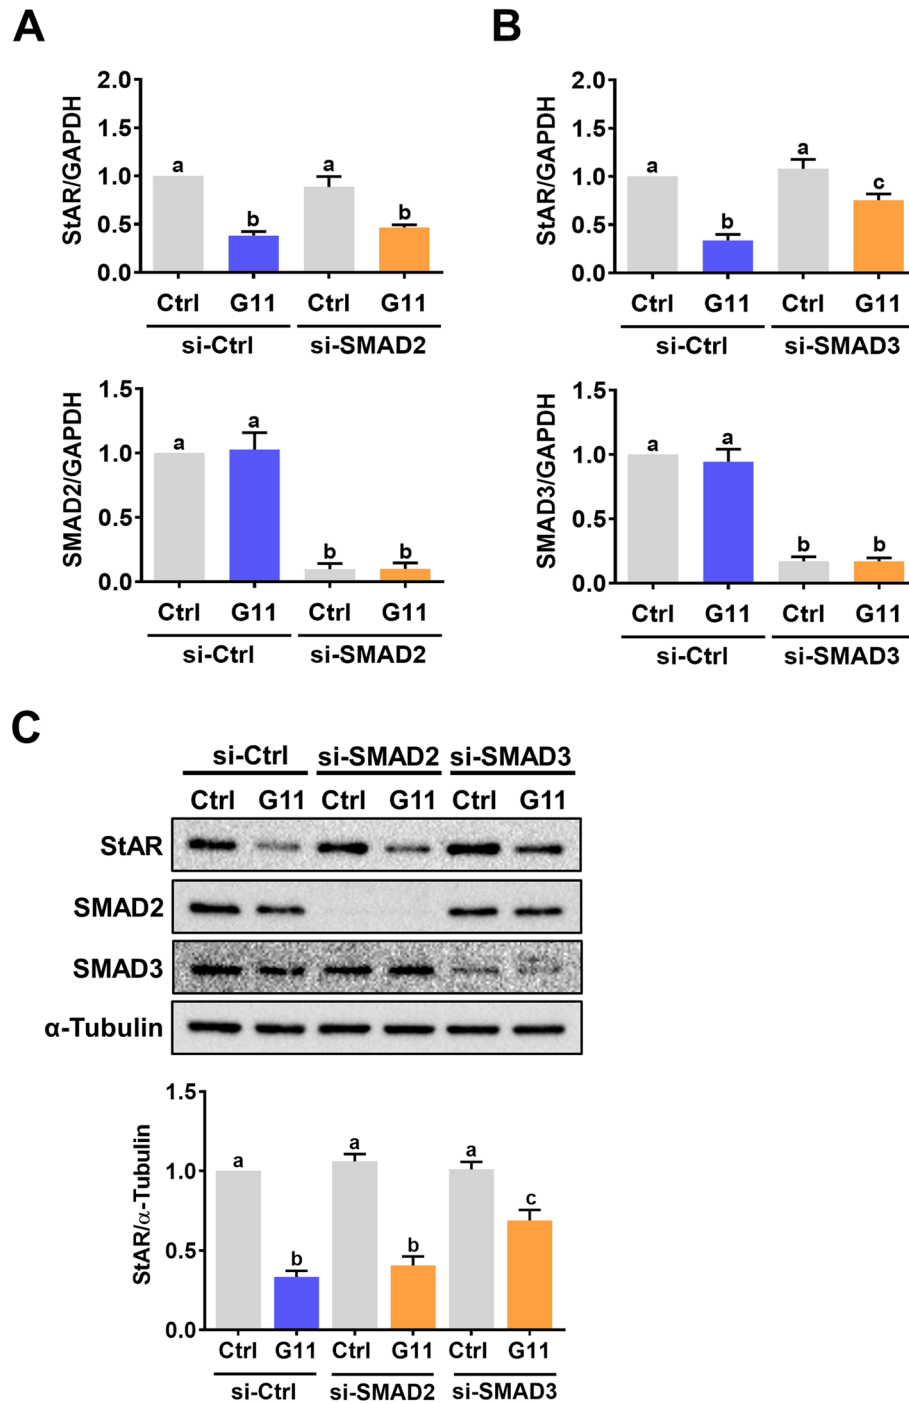 A
StAR/GAPDH
2.0
1.5
1.0
0.5
0.0
a
b
a
b
Ctrl G11 Ctrl G11
si-Ctrl si-SMAD2
SMAD2/GAPDH
1.5
1.0
0.5
0.0
a
a
b
b
Ctrl G11 Ctrl G11
si-Ctrl si-SMAD2
B
StAR/GAPDH
2.0
1.5
1.0
0.5
0.0
a
b
a
c
Ctrl G11 Ctrl G11
si-Ctrl si-SMAD3
SMAD3/GAPDH
1.5
1.0
0.5
0.0
a
a
b
b
Ctrl G11 Ctrl G11
si-Ctrl si-SMAD3
C
si-Ctrl si-SMAD2 si-SMAD3
Ctrl G11 Ctrl G11 Ctrl G11
StAR
SMAD2
SMAD3
α-Tubulin
StAR/α-Tubulin
1.5
1.0
0.5
0.0
a
b
a
b
a
c
Ctrl G11 Ctrl G11 Ctrl G11
si-Ctrl si-SMAD2 si-SMAD3